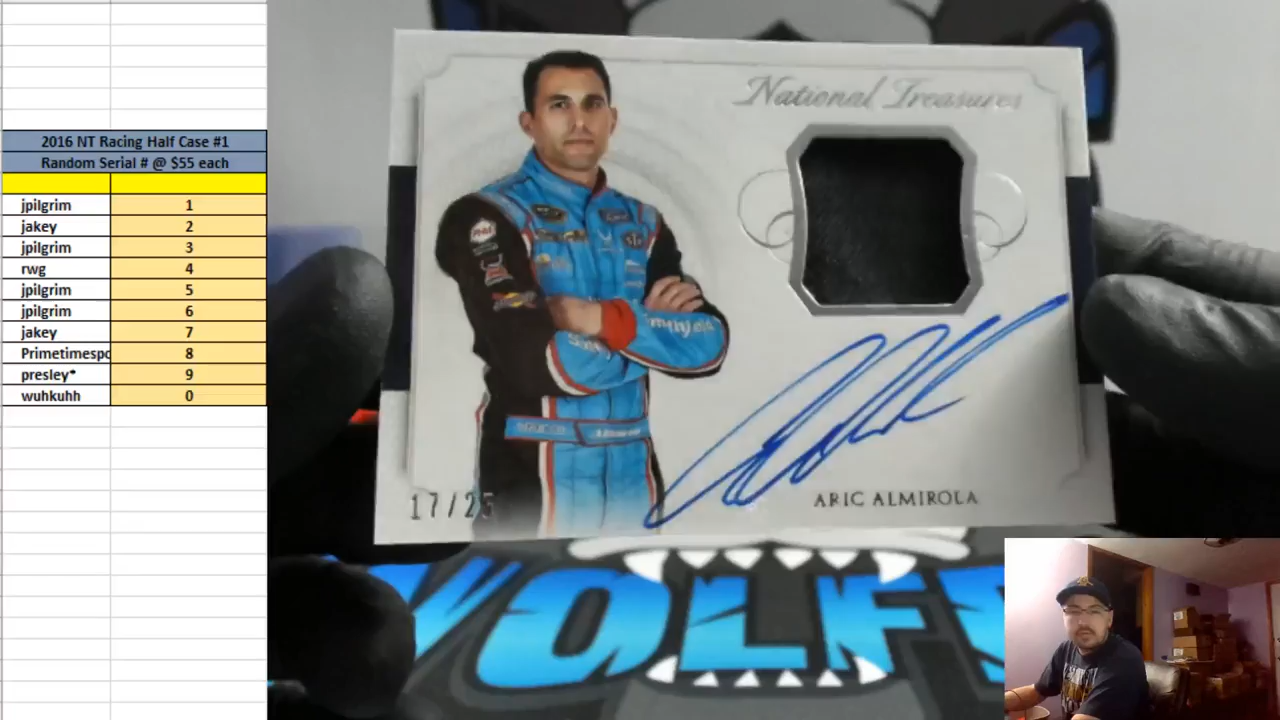 2016 NT Racing Half Case #1
Random Serial # @ $55 each
jpilgrim 1
jakey 2
jpilgrim 3
rwg 4
jpilgrim 5
jpilgrim 6
jakey 7
Primetimespo 8
presley* 9
wuhkuhh 0
National Treasures
17/25
ARIC ALMIROLA
WOLFS